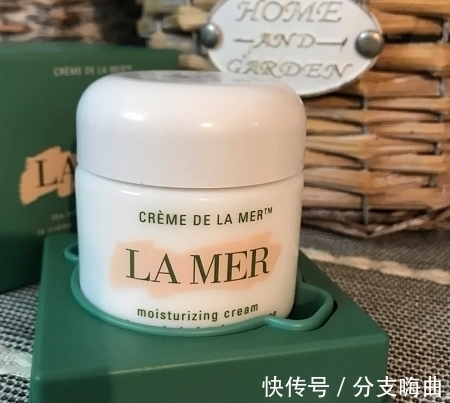 HOME
AND
GARDEN
CRÈME DE LA MER™
LA
CRÈME DE LA MER™
LA MER
moisturizing cream
快传号 / 分支嗨曲